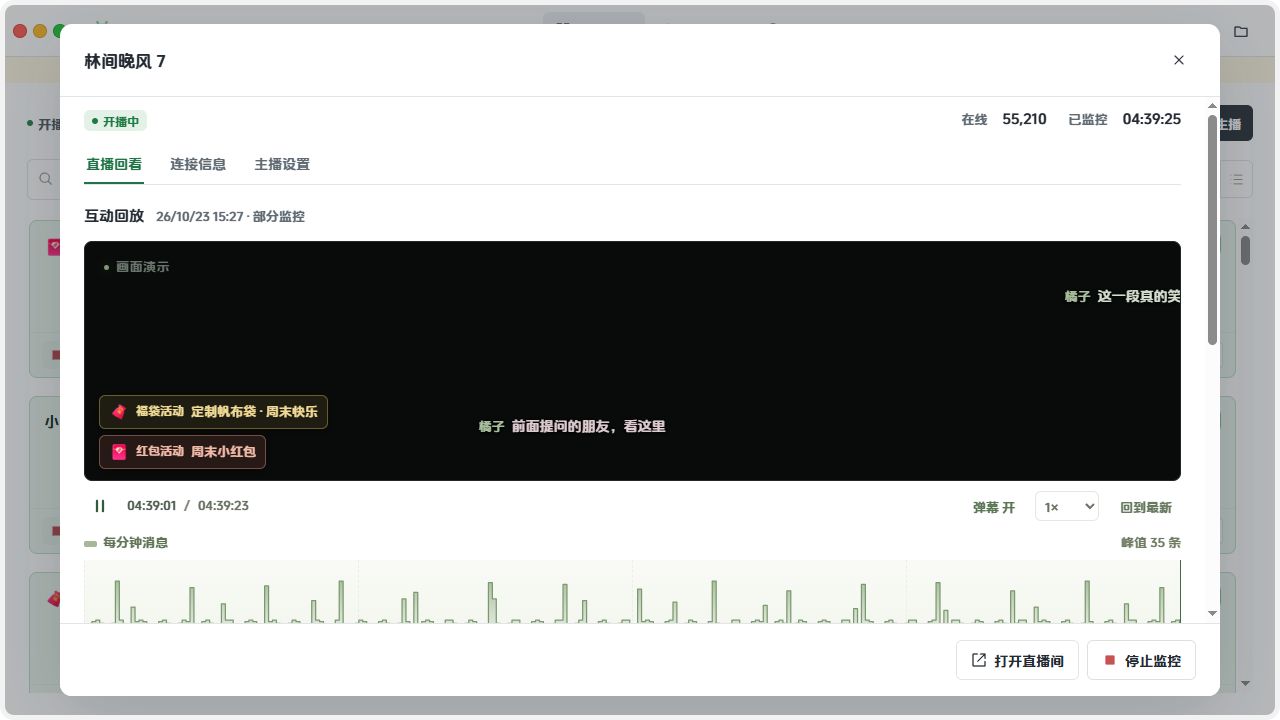 林间晚风 7
开播
主播
开播中
在线 55,210 已监控 04:39:25
直播回看 连接信息 主播设置
互动回放 26/10/23 15:27 · 部分监控
画面演示
橘子 这一段真的笑
福袋活动 定制帆布袋 · 周末快乐
橘子 前面提问的朋友，看这里
红包活动 周末小红包
小
04:39:01 / 04:39:23
弹幕 开 1× 回到最新
每分钟消息
峰值 35 条
打开直播间 停止监控